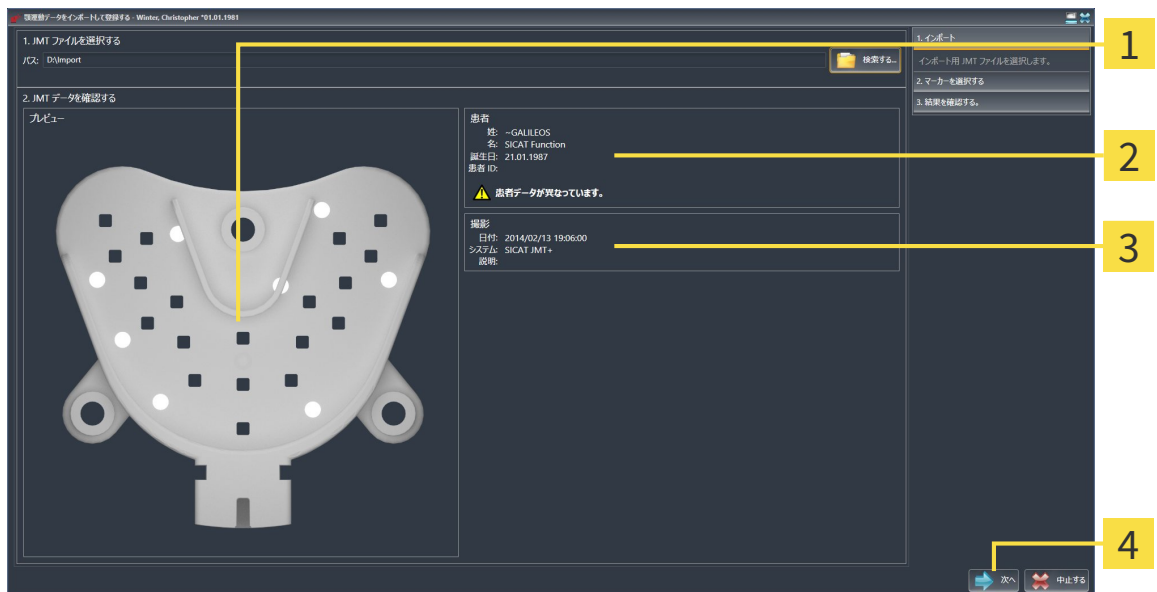 顎運動データをインポートして登録する - Winter, Christopher *01.01.1981
1. JMT ファイルを選択する
パス: D:\Import
検索する...
2. JMT データを確認する
プレビュー
患者
姓: ~GALILEOS
名: SICAT Function
誕生日: 21.01.1987
患者 ID:
患者データが異なっています。
撮影
日付: 2014/02/13 19:06:00
システム: SICAT JMT+
説明:
1. インポート
インポート用 JMT ファイルを選択します。
2. マーカーを選択する
3. 結果を確認する。
次へ
中止する
1
2
3
4